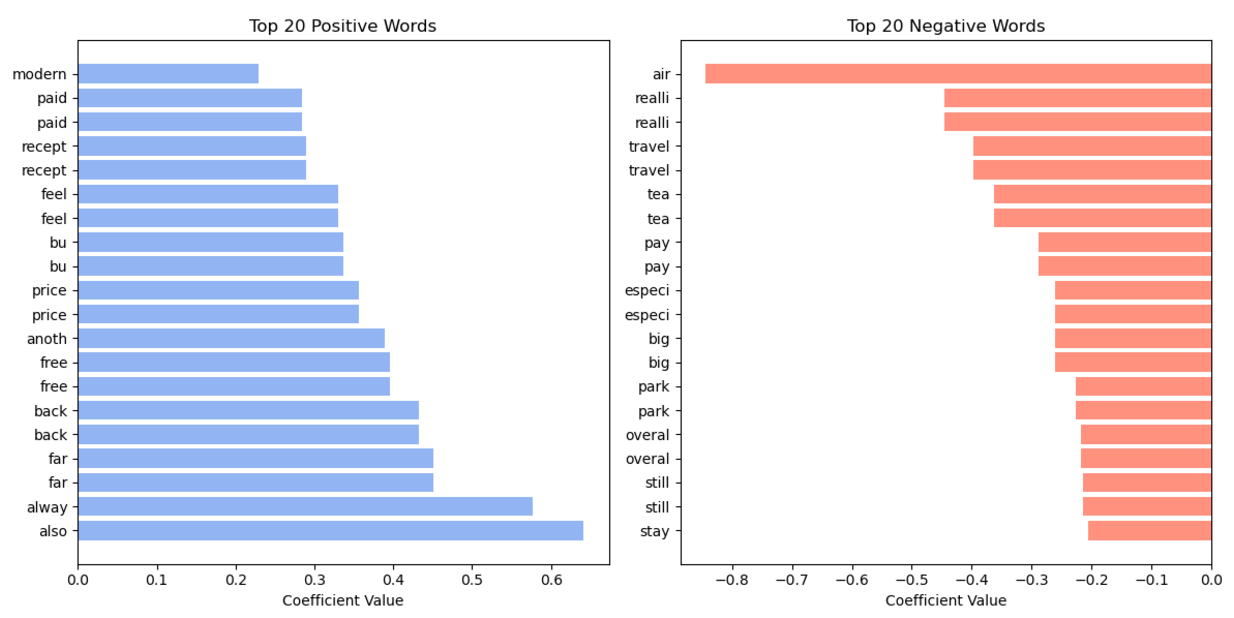 Top 20 Positive Words
modern
paid
paid
recept
recept
feel
feel
bu
bu
price
price
anoth
free
free
back
back
far
far
alway
also
0.0 0.1 0.2 0.3 0.4 0.5 0.6
Coefficient Value
Top 20 Negative Words
air
realli
realli
travel
travel
tea
tea
pay
pay
especi
especi
big
big
park
park
overal
overal
still
still
stay
−0.8 −0.7 −0.6 −0.5 −0.4 −0.3 −0.2 −0.1 0.0
Coefficient Value